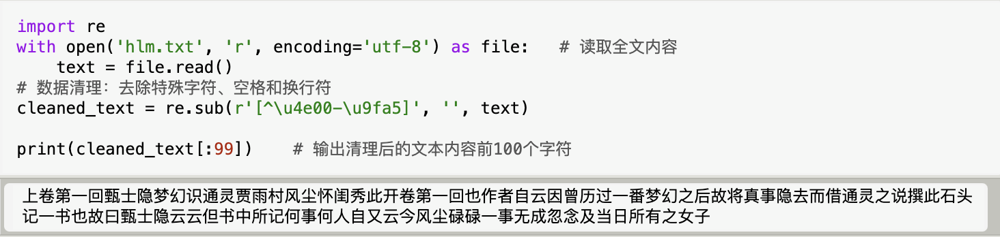 import re
with open('hlm.txt', 'r', encoding='utf-8') as file:   # 读取全文内容
    text = file.read()
# 数据清理：去除特殊字符、空格和换行符
cleaned_text = re.sub(r'[^\u4e00-\u9fa5]', '', text)
print(cleaned_text[:99])    # 输出清理后的文本内容前100个字符
上卷第一回甄士隐梦幻识通灵贾雨村风尘怀闺秀此开卷第一回也作者自云因曾历过一番梦幻之后故将真事隐去而借通灵之说撰此石头
记一书也故曰甄士隐云云但书中所记何事何人自又云今风尘碌碌一事无成忽念及当日所有之女子